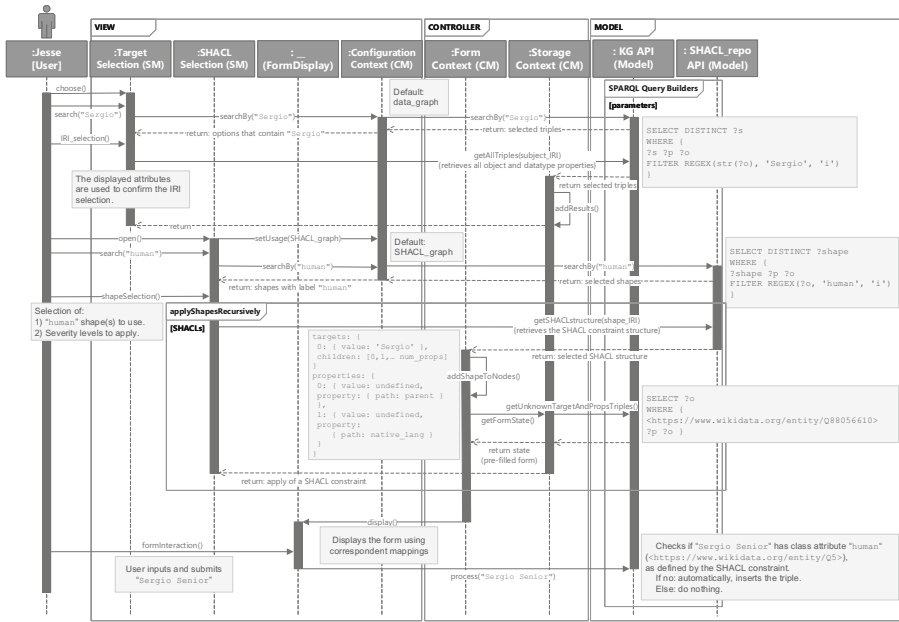 VIEW
CONTROLLER
MODEL
:Jesse
[User]
:Target
Selection (SM)
:SHACL
Selection (SM)
:__
(FormDisplay)
:Configuration
Context (CM)
:Form
Context (CM)
:Storage
Context (CM)
: KG API
(Model)
: SHACL_repo
API (Model)
SPARQL Query Builders
[parameters]
choose()
Default:
data_graph
search("Sergio")
searchBy("Sergio")
searchBy("Sergio")
return: selected triples
return: options that contain "Sergio"
IRI_selection()
SELECT DISTINCT ?s
WHERE {
?s ?p ?o
FILTER REGEX(str(?o), 'Sergio', 'i')
}
getAllTriples(subject_IRI)
(retrieves all object and datatype properties)
The displayed attributes
are used to confirm the IRI
selection.
return selected triples
addResults()
return
open()
setUsage(SHACL_graph)
Default:
SHACL_graph
search("human")
searchBy("human")
searchBy("human")
return: selected shapes
return: shapes with label "human"
SELECT DISTINCT ?shape
WHERE {
?shape ?p ?o
FILTER REGEX(?o, 'human', 'i')
}
shapeSelection()
Selection of:
1) "human" shape(s) to use.
2) Severity levels to apply.
applyShapesRecursively
[SHACLs]
getSHACLstructure(shape_IRI)
(retrieves the SHACL constraint structure)
return: selected SHACL structure
targets: {
0: { value: 'Sergio' },
children: [0,1,… num_props]
}
properties: {
0: { value: undefined,
property: { path: parent }
},
1: { value: undefined,
property:
{ path: native_lang }
}
}
addShapeToNodes()
getUnknownTargetAndPropsTriples()
getFormState()
SELECT ?o
WHERE {
<https://www.wikidata.org/entity/Q88056610>
?p ?o }
return state
(pre-filled form)
return: apply of a SHACL constraint
display()
Displays the form using
correspondent mappings
formInteraction()
User inputs and submits
"Sergio Senior"
process("Sergio Senior")
Checks if "Sergio Senior" has class attribute "human"
(<https://www.wikidata.org/entity/Q5>),
as defined by the SHACL constraint.
If no: automatically, inserts the triple.
Else: do nothing.